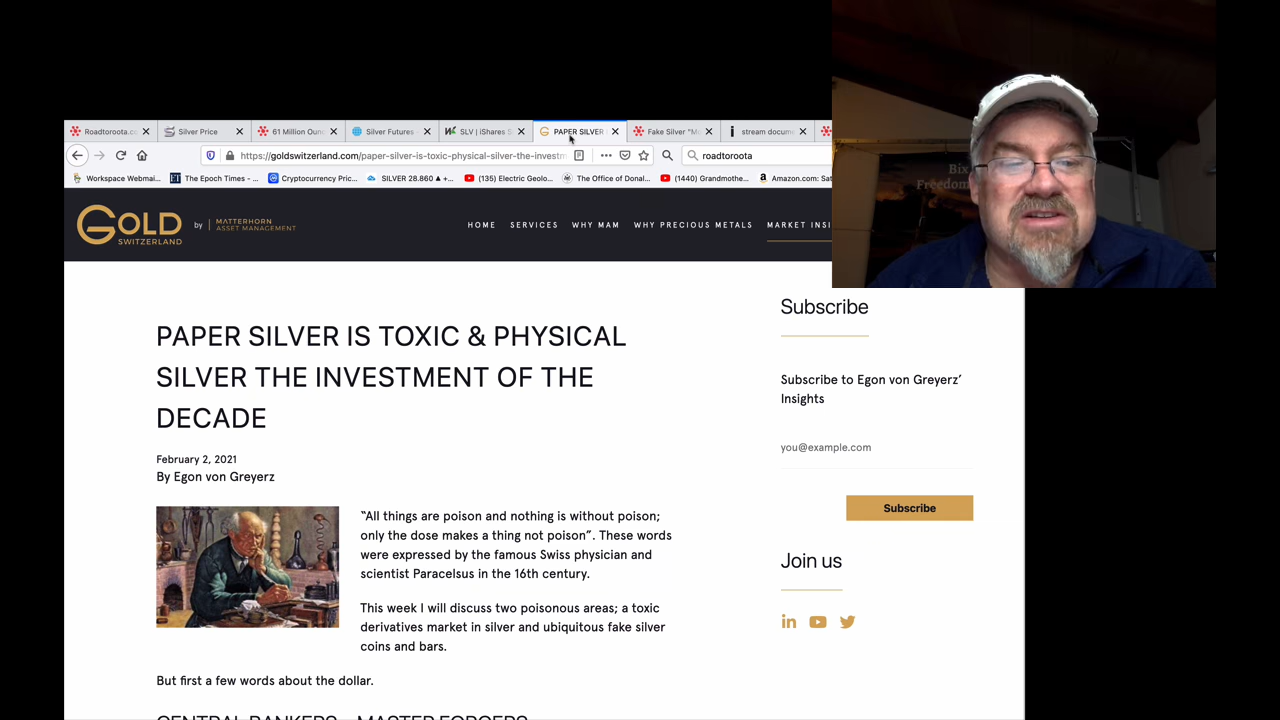 Roadtoroota.co
Silver Price
61 Million Oun
Silver Futures -
SLV | iShares S
PAPER SILVER
Fake Silver "Mo
stream docume
https://goldswitzerland.com/paper-silver-is-toxic-physical-silver-the-investm
roadtoroota
Workspace Webmai...
The Epoch Times - ...
Cryptocurrency Pric...
SILVER 28.860 ▲ +...
(135) Electric Geolo...
The Office of Donal...
(1440) Grandmothe...
Amazon.com: Sat
Bix
Freedom
GOLD
SWITZERLAND
by
MATTERHORN
ASSET MANAGEMENT
HOME SERVICES WHY MAM WHY PRECIOUS METALS MARKET INSI
PAPER SILVER IS TOXIC & PHYSICAL
SILVER THE INVESTMENT OF THE
DECADE
February 2, 2021
By Egon von Greyerz
“All things are poison and nothing is without poison;
only the dose makes a thing not poison”. These words
were expressed by the famous Swiss physician and
scientist Paracelsus in the 16th century.
This week I will discuss two poisonous areas; a toxic
derivatives market in silver and ubiquitous fake silver
coins and bars.
But first a few words about the dollar.
CENTRAL BANKERS – MASTER FORGERS
Subscribe
Subscribe to Egon von Greyerz’
Insights
you@example.com
Subscribe
Join us